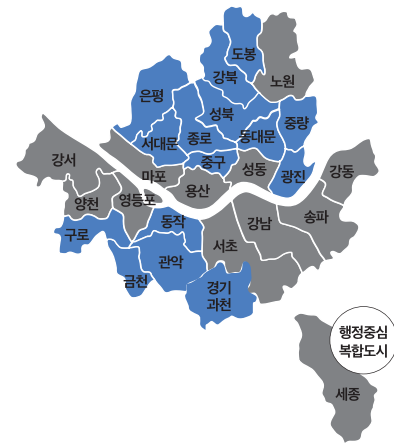 도봉
노원
강북
은평
성북
중랑
서대문
종로
동대문
강서
마포
중구
성동
광진
강동
양천
영등포
용산
구로
동작
강남
송파
서초
금천
관악
경기
과천
행정중심
복합도시
세종